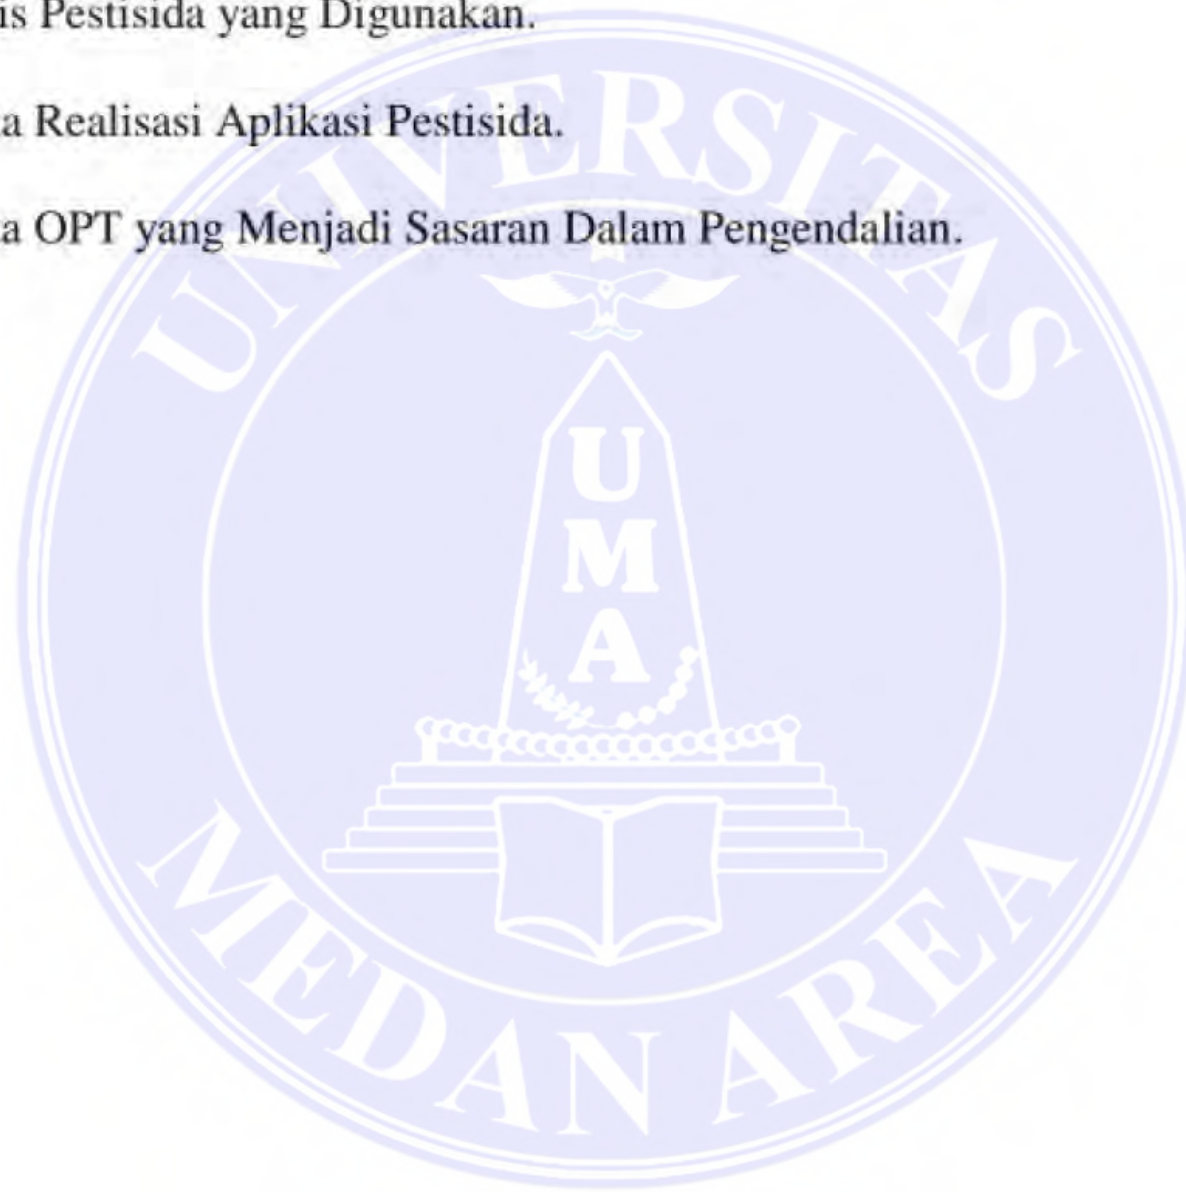 is Pestisida yang Digunakan.
a Realisasi Aplikasi Pestisida.
a OPT yang Menjadi Sasaran Dalam Pengendalian.
UNIVERSITAS
U
M
A
MEDAN AREA